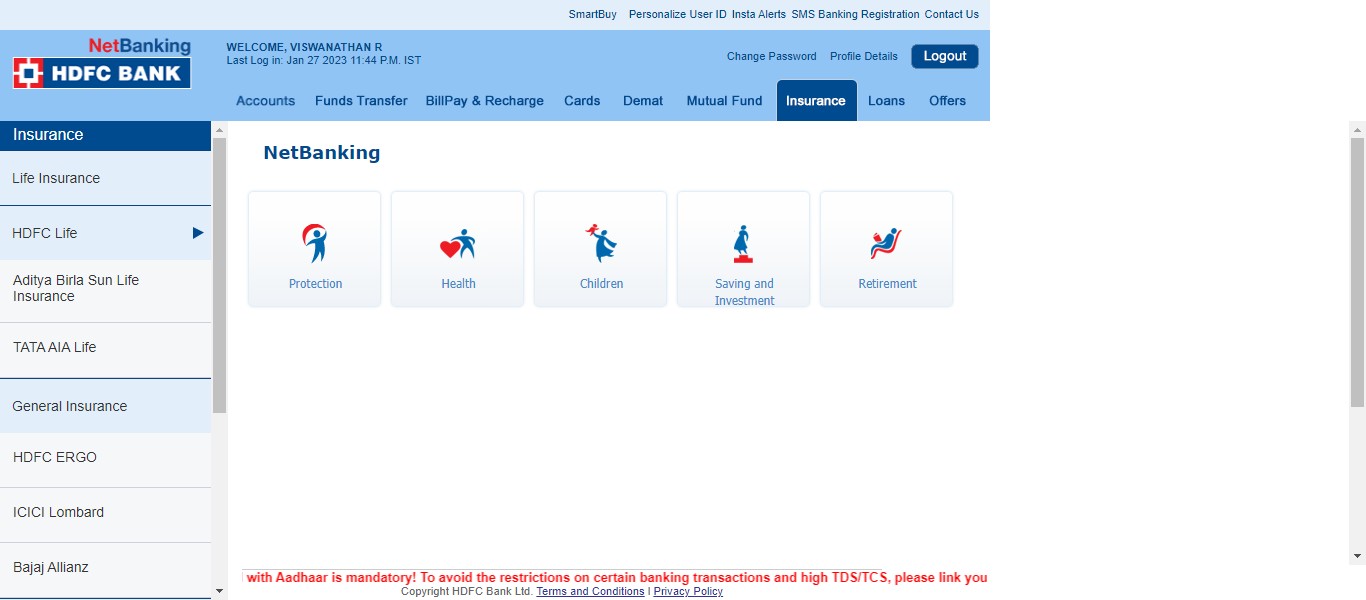 SmartBuy Personalize User ID Insta Alerts SMS Banking Registration Contact Us
NetBanking
HDFC BANK
WELCOME, VISWANATHAN R
Last Log in: Jan 27 2023 11:44 P.M. IST
Change Password Profile Details Logout
Accounts Funds Transfer BillPay & Recharge Cards Demat Mutual Fund Insurance Loans Offers
Insurance
Life Insurance
HDFC Life
Aditya Birla Sun Life
Insurance
TATA AIA Life
General Insurance
HDFC ERGO
ICICI Lombard
Bajaj Allianz
NetBanking
Protection
Health
Children
Saving and
Investment
Retirement
with Aadhaar is mandatory! To avoid the restrictions on certain banking transactions and high TDS/TCS, please link you
Copyright HDFC Bank Ltd. Terms and Conditions | Privacy Policy